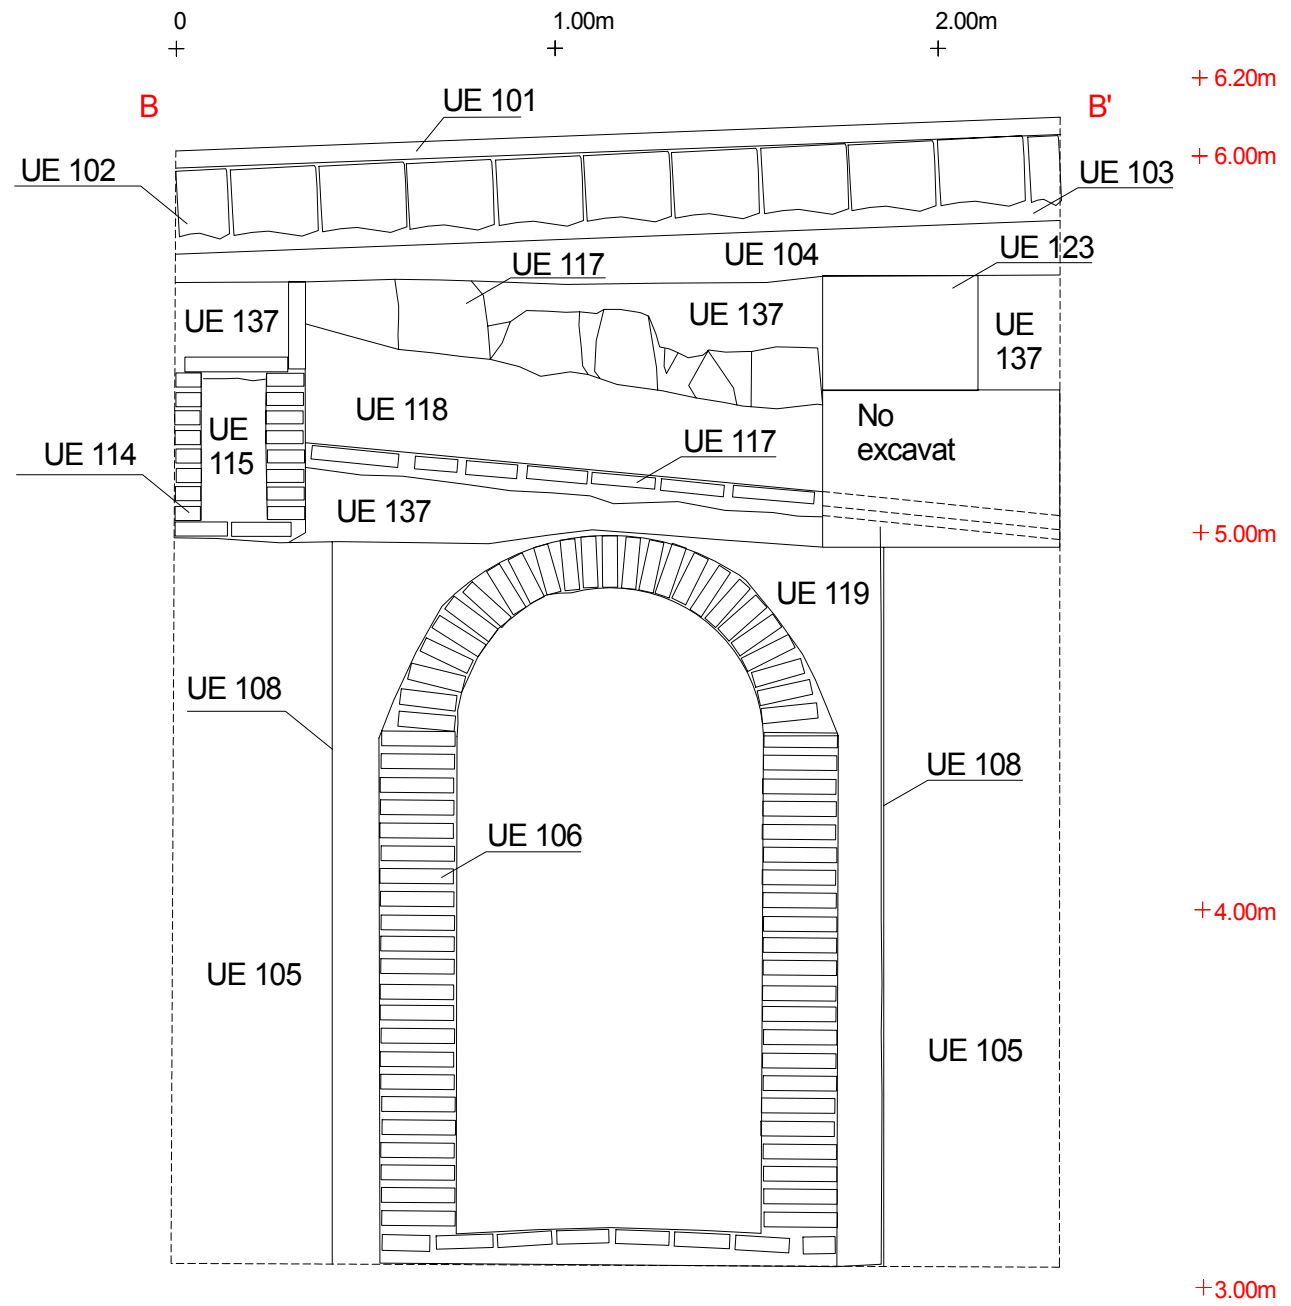 0 1.00m 2.00m
+ 6.20m
B B'
UE 101
+ 6.00m
UE 102
UE 103
UE 104
UE 123
UE 117
UE 137
UE 137
UE
137
UE 118
No
excavat
UE
115
UE 114
UE 117
UE 137
+ 5.00m
UE 119
UE 108
UE 108
UE 106
+ 4.00m
UE 105
UE 105
+ 3.00m